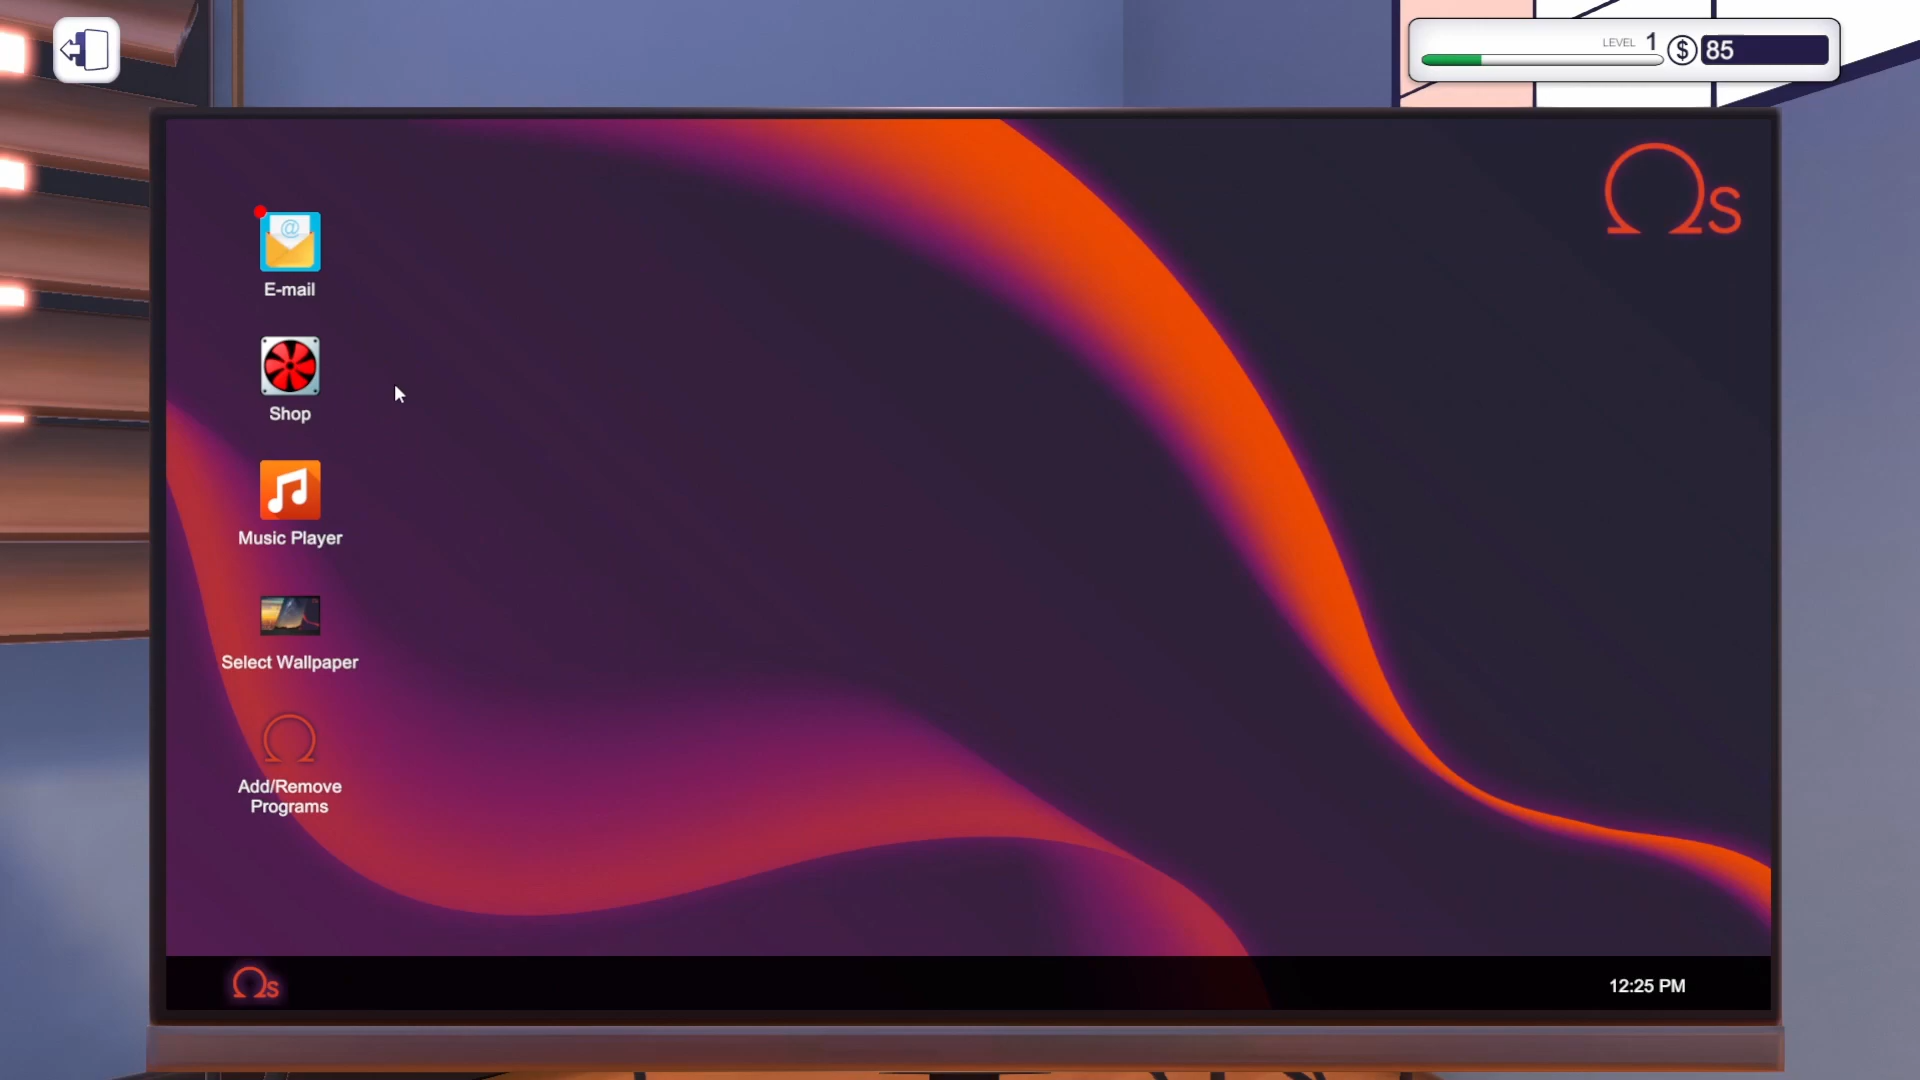 LEVEL 1 $ 85
Ωs
@
E-mail
Shop
Music Player
Select Wallpaper
Add/Remove
Programs
Ωs
12:25 PM